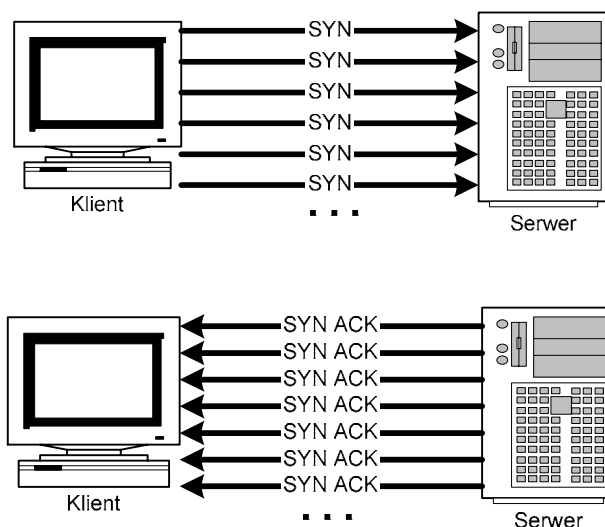 SYN
SYN
SYN
SYN
SYN
SYN
Klient
. . .
Serwer
SYN ACK
SYN ACK
SYN ACK
SYN ACK
SYN ACK
SYN ACK
SYN ACK
Klient
. . .
Serwer